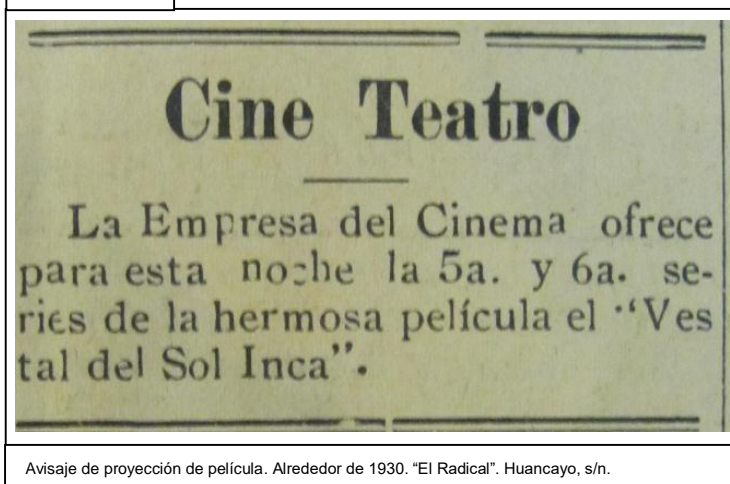 Cine Teatro
La Empresa del Cinema ofrece
para esta noche la 5a. y 6a. se-
ries de la hermosa película el "Ves
tal del Sol Inca".
Avisaje de proyección de película. Alrededor de 1930. “El Radical”. Huancayo, s/n.